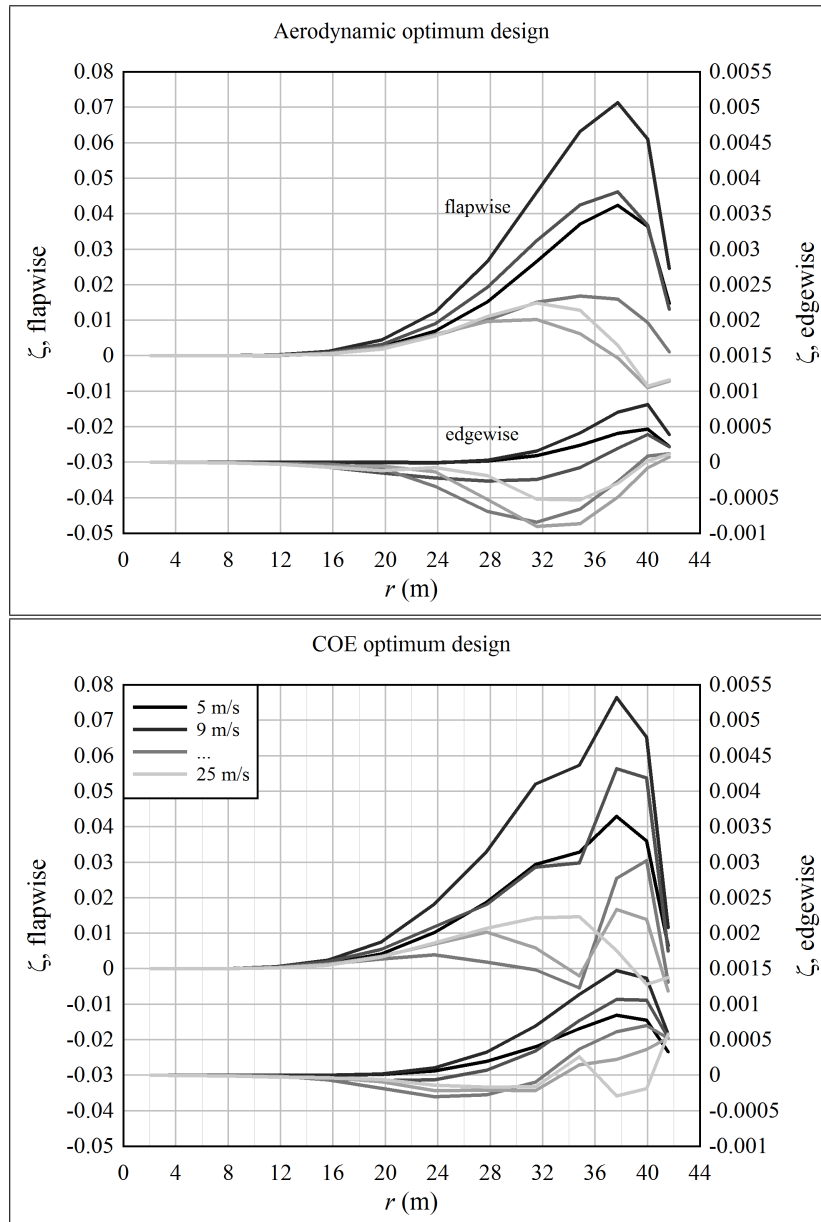 Aerodynamic optimum design
0.08 0.0055
0.07 0.005
0.06 0.0045
0.05 0.004
0.04 0.0035
0.03 0.003
0.02 0.0025
0.01 0.002
0 0.0015
-0.01 0.001
-0.02 0.0005
-0.03 0
-0.04 -0.0005
-0.05 -0.001
ζ, flapwise
flapwise
edgewise
ζ, edgewise
0 4 8 12 16 20 24 28 32 36 40 44
r (m)
COE optimum design
0.08 0.0055
0.07 0.005
0.06 0.0045
0.05 0.004
0.04 0.0035
0.03 0.003
0.02 0.0025
0.01 0.002
0 0.0015
-0.01 0.001
-0.02 0.0005
-0.03 0
-0.04 -0.0005
-0.05 -0.001
5 m/s
9 m/s
...
25 m/s
ζ, flapwise
ζ, edgewise
0 4 8 12 16 20 24 28 32 36 40 44
r (m)